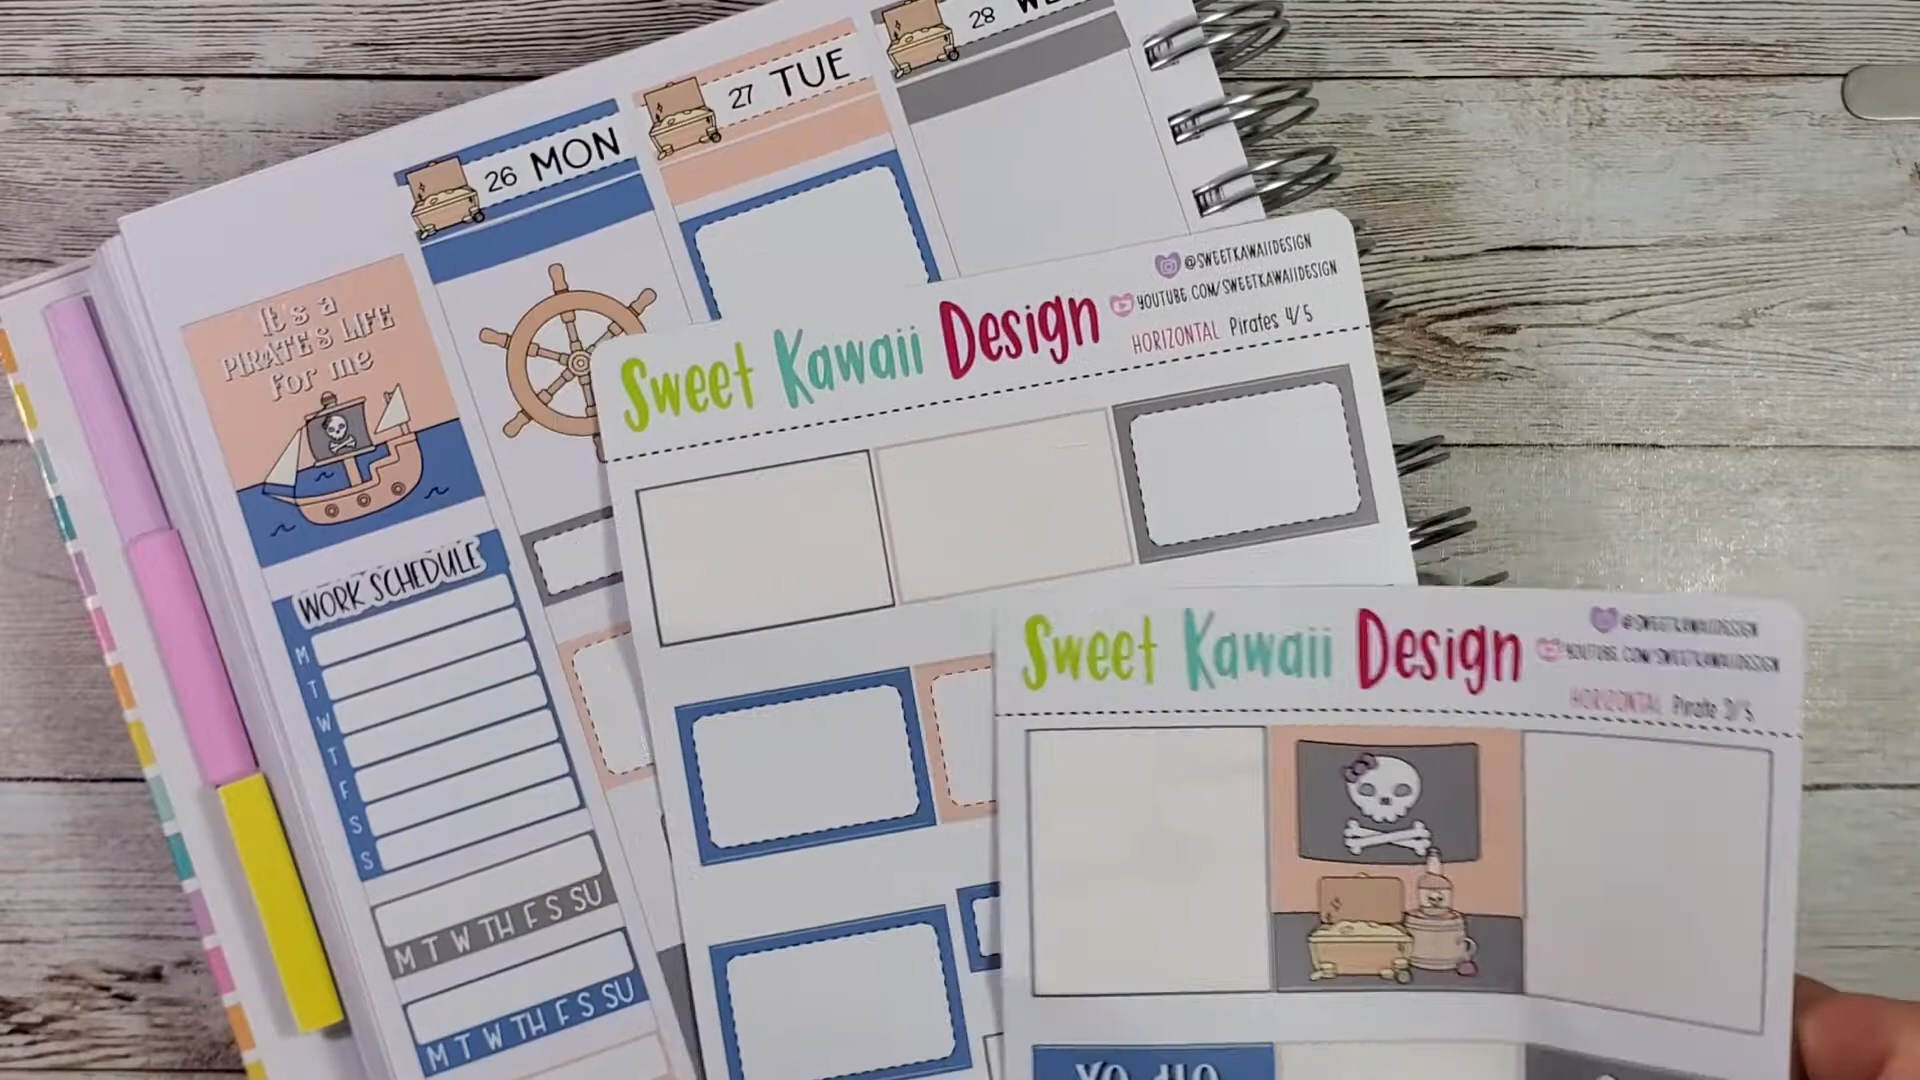 28
27 TUE
26 MON
It's a
PIRATE'S LIFE
for me
WORK SCHEDULE
M
T
W
T
F
S
S
M T W TH F S SU
M T W TH F S SU
Sweet Kawaii Design
@SWEETKAWAIIDESIGN
YOUTUBE.COM/SWEETKAWAIIDESIGN
HORIZONTAL Pirates 4/5
Sweet Kawaii Design
@SWEETKAWAIIDESIGN
YOUTUBE.COM/SWEETKAWAIIDESIGN
HORIZONTAL Pirate 3/5